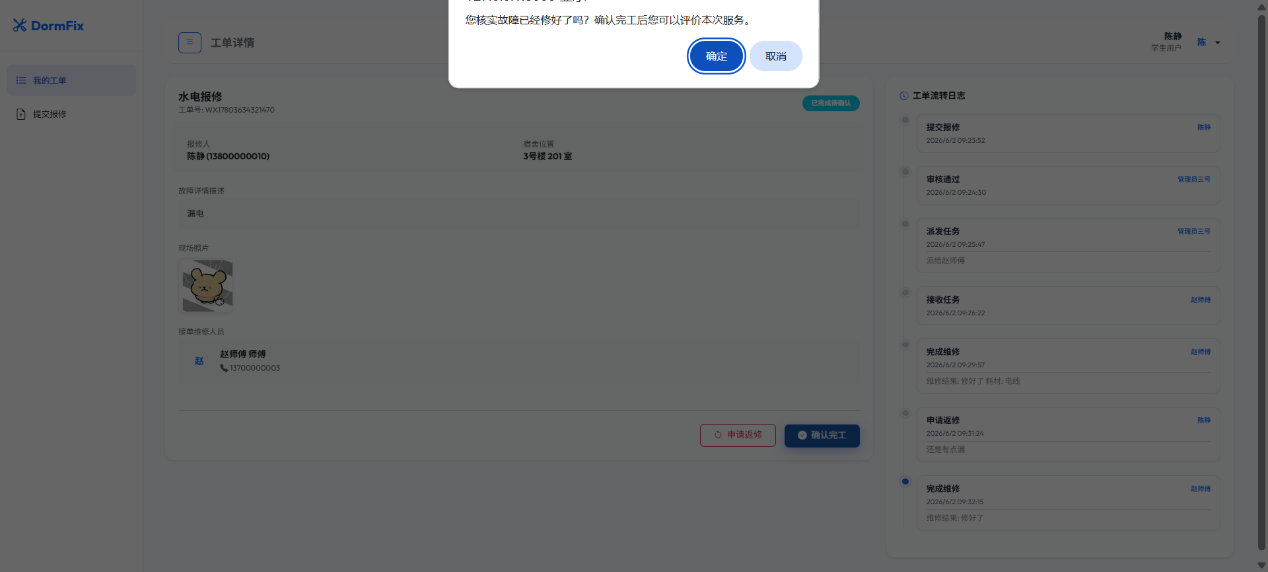 您核实故障已经修好了吗？确认完工后您可以评价本次服务。
确定
取消
DormFix
我的工单
提交报修
工单详情
陈静
学生用户
陈
水电报修
工单号: WX17803634321470
已完成待确认
报修人
陈静 (13800000010)
宿舍位置
3号楼 201 室
故障详情描述
漏电
现场照片
接单维修人员
赵
赵师傅 师傅
13700000003
申请返修
确认完工
工单流转日志
提交报修
陈静
2026/6/2 09:23:52
审核通过
管理员三号
2026/6/2 09:24:30
派发任务
管理员三号
2026/6/2 09:25:47
派给赵师傅
接收任务
赵师傅
2026/6/2 09:26:22
完成维修
赵师傅
2026/6/2 09:29:57
维修结果: 修好了 耗材: 电线
申请返修
陈静
2026/6/2 09:31:24
还是有点漏
完成维修
赵师傅
2026/6/2 09:32:15
维修结果: 修好了